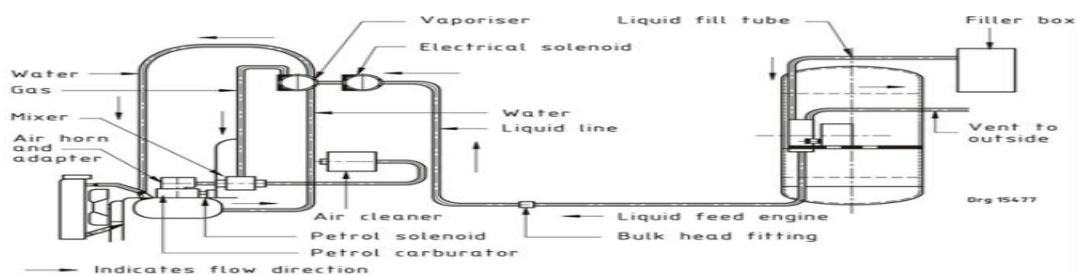 Vaporiser
Liquid fill tube
Filler box
Electrical solenoid
Water
Gas
Mixer
Air horn
and
adapter
Water
Liquid line
Vent to
outside
Drg 15477
Air cleaner
Liquid feed engine
Petrol solenoid
Bulk head fitting
Petrol carburator
Indicates flow direction